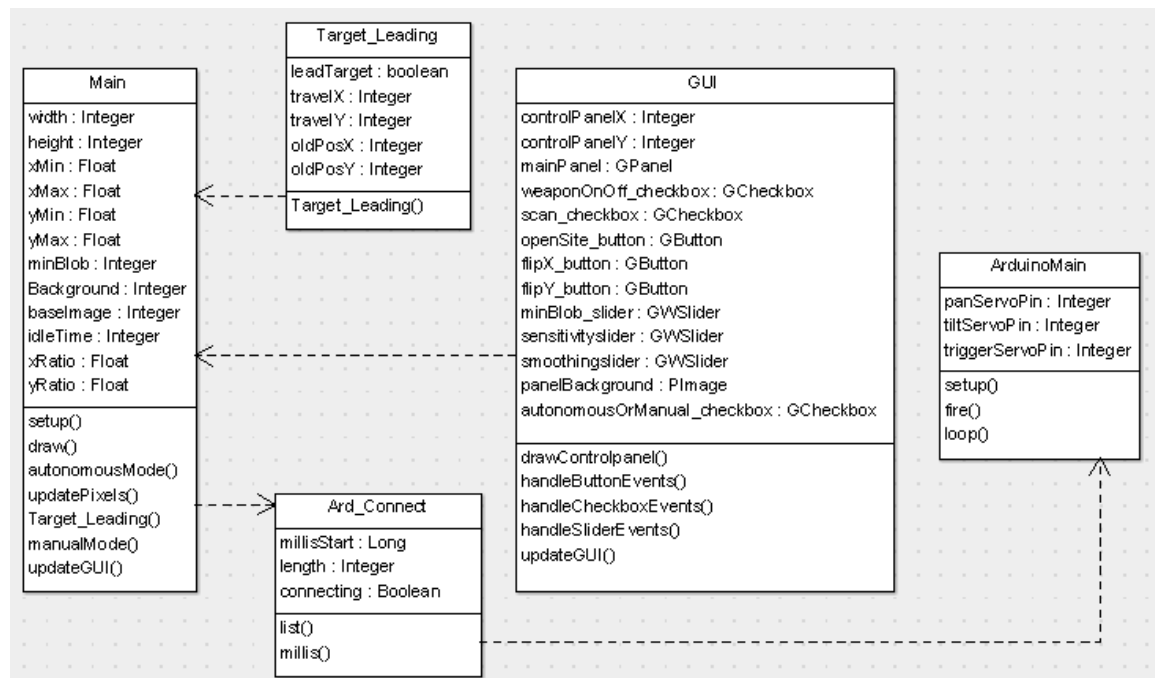 Target_Leading
leadTarget : boolean
travelX : Integer
travelY : Integer
oldPosX : Integer
oldPosY : Integer
Target_Leading()
Main
width : Integer
height : Integer
xMin : Float
xMax : Float
yMin : Float
yMax : Float
minBlob : Integer
Background : Integer
baseImage : Integer
idleTime : Integer
xRatio : Float
yRatio : Float
setup()
draw()
autonomousMode()
updatePixels()
Target_Leading()
manualMode()
updateGUI()
GUI
controlPanelX : Integer
controlPanelY : Integer
mainPanel : GPanel
weaponOnOff_checkbox : GCheckbox
scan_checkbox : GCheckbox
openSite_button : GButton
flipX_button : GButton
flipY_button : GButton
minBlob_slider : GWSlider
sensitivityslider : GWSlider
smoothingslider : GWSlider
panelBackground : PImage
autonomousOrManual_checkbox : GCheckbox
drawControlpanel()
handleButtonEvents()
handleCheckboxEvents()
handleSliderEvents()
updateGUI()
ArduinoMain
panServoPin : Integer
tiltServoPin : Integer
triggerServoPin : Integer
setup()
fire()
loop()
Ard_Connect
millisStart : Long
length : Integer
connecting : Boolean
list()
millis()